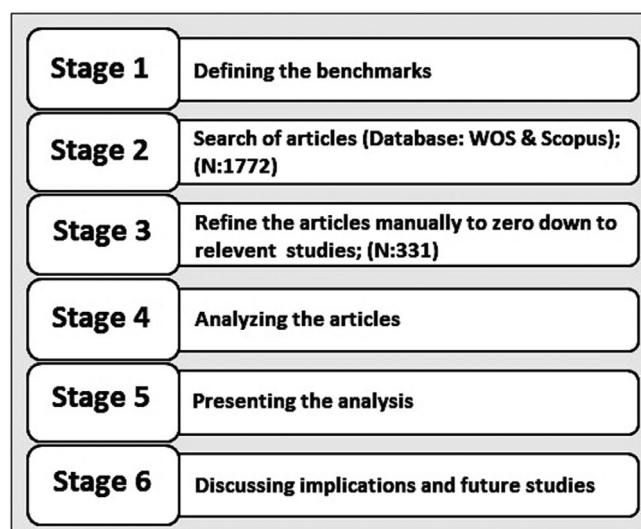 Stage 1
Defining the benchmarks
Stage 2
Search of articles (Database: WOS & Scopus);
(N:1772)
Stage 3
Refine the articles manually to zero down to
relevent studies; (N:331)
Stage 4
Analyzing the articles
Stage 5
Presenting the analysis
Stage 6
Discussing implications and future studies